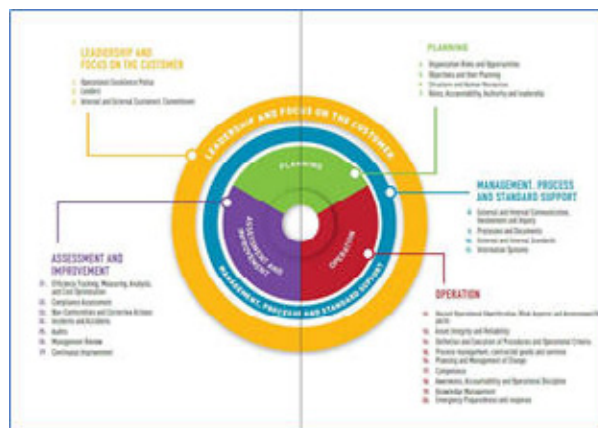 LEADERSHIP AND
FOCUS ON THE CUSTOMER
Operational Excellence Policy
Leaders
Internal and External Customers' Commitment
PLANNING
Organization Risks and Opportunities
Objectives and their Planning
Structure and Human Resources
Roles, Accountability, Authority and leadership
LEADERSHIP AND FOCUS ON THE CUSTOMER
PLANNING
ASSESSMENT AND
IMPROVEMENT
OPERATION
MANAGEMENT, PROCESS AND STANDARD SUPPORT
MANAGEMENT, PROCESS
AND STANDARD SUPPORT
External and Internal Communication,
Involvement and Inquiry
Processes and Documents
External and Internal Standards
Information Systems
ASSESSMENT AND
IMPROVEMENT
Efficiency Tracking, Measuring, Analysis,
and Cost Optimization
Compliance Assessment
Non-Conformities and Corrective Actions
Incidents and Accidents
Audits
Management Review
Continuous Improvement
OPERATION
Asset Integrity and Reliability
Definition and Execution of Procedures and Operational Criteria
Process management, contracted goods and services
Planning and Management of Change
Competence
Awareness, Accountability and Operational Discipline
Knowledge Management
Emergency Preparedness and response